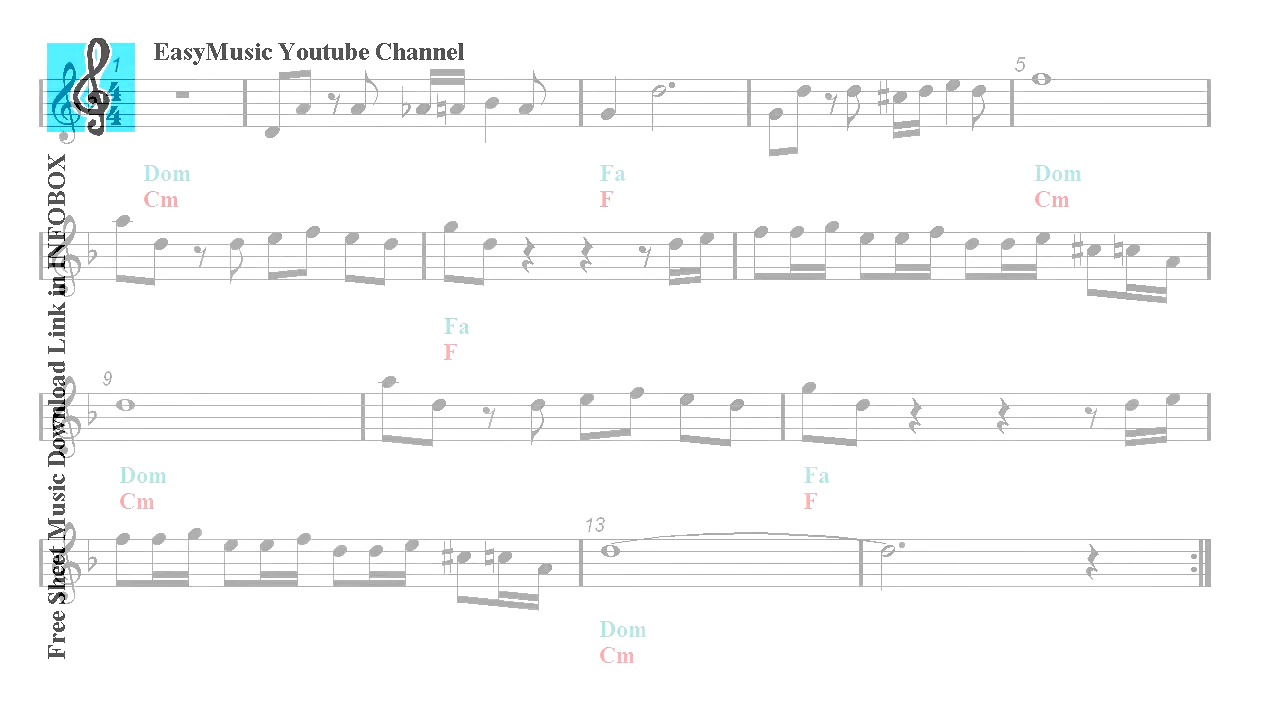 EasyMusic Youtube Channel
1
4
4
5
Dom
Cm
Fa
F
Dom
Cm
Fa
F
9
Dom
Cm
Fa
F
13
Dom
Cm
Free Sheet Music Download Link in INFOBOX